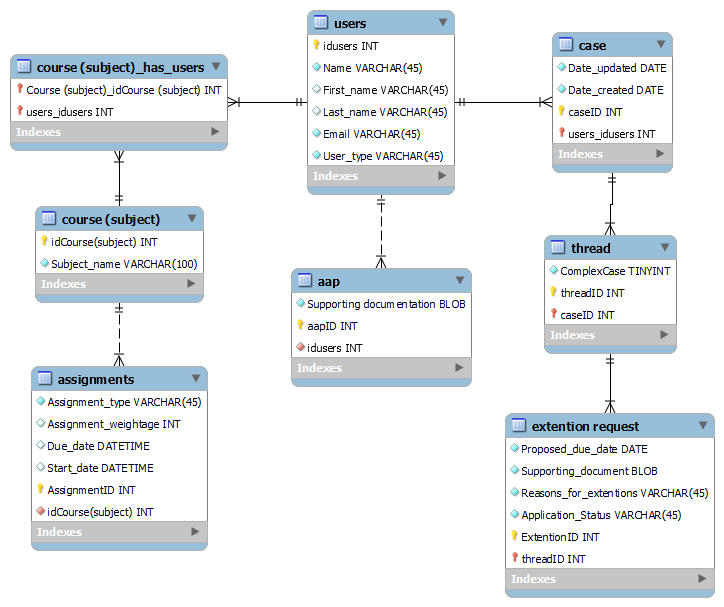 users
idusers INT
Name VARCHAR(45)
First_name VARCHAR(45)
Last_name VARCHAR(45)
Email VARCHAR(45)
User_type VARCHAR(45)
Indexes
course (subject)_has_users
Course (subject)_idCourse (subject) INT
users_idusers INT
Indexes
case
Date_updated DATE
Date_created DATE
caseID INT
users_idusers INT
Indexes
course (subject)
idCourse(subject) INT
Subject_name VARCHAR(100)
Indexes
aap
Supporting documentation BLOB
aapID INT
idusers INT
Indexes
thread
ComplexCase TINYINT
threadID INT
caseID INT
Indexes
assignments
Assignment_type VARCHAR(45)
Assignment_weightage INT
Due_date DATETIME
Start_date DATETIME
AssignmentID INT
idCourse(subject) INT
Indexes
extention request
Proposed_due_date DATE
Supporting_document BLOB
Reasons_for_extentions VARCHAR(45)
Application_Status VARCHAR(45)
ExtentionID INT
threadID INT
Indexes